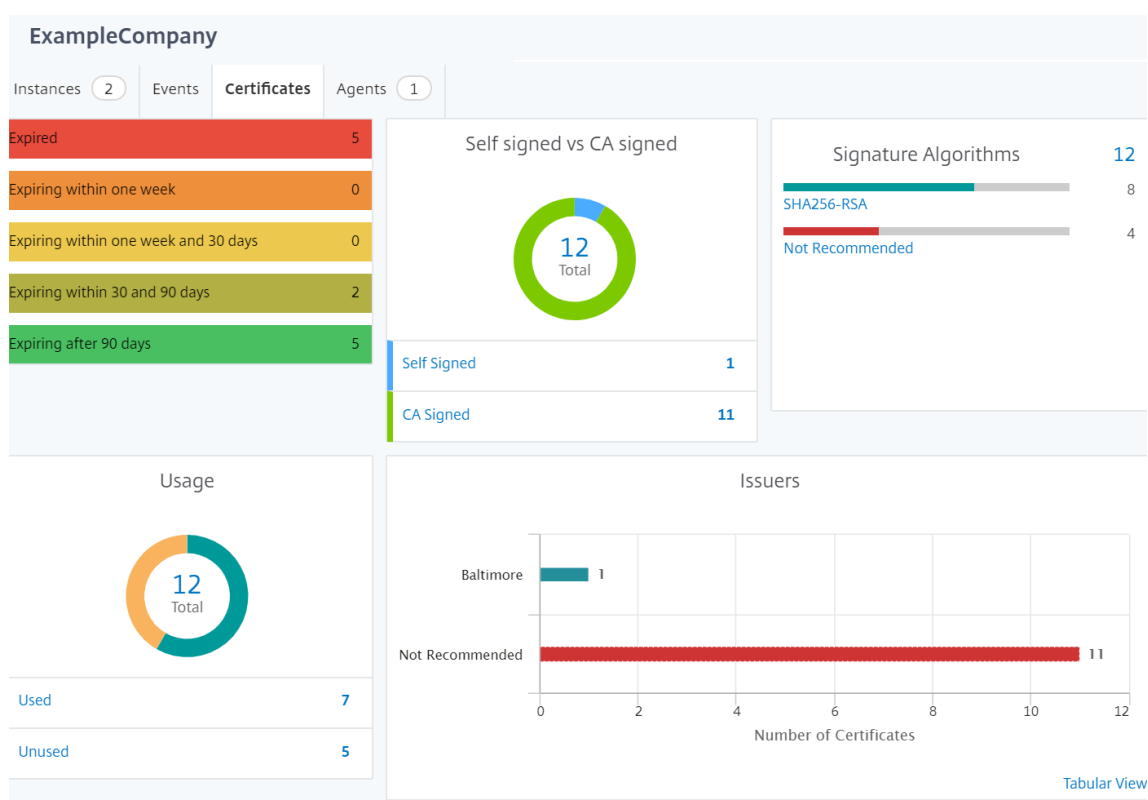 ExampleCompany
Instances 2 Events Certificates Agents 1
Expired 5
Expiring within one week 0
Expiring within one week and 30 days 0
Expiring within 30 and 90 days 2
Expiring after 90 days 5
Self signed vs CA signed
12
Total
Self Signed 1
CA Signed 11
Signature Algorithms 12
8
SHA256-RSA
4
Not Recommended
Usage
12
Total
Used 7
Unused 5
Issuers
Baltimore 1
Not Recommended 11
0 2 4 6 8 10 12
Number of Certificates
Tabular View